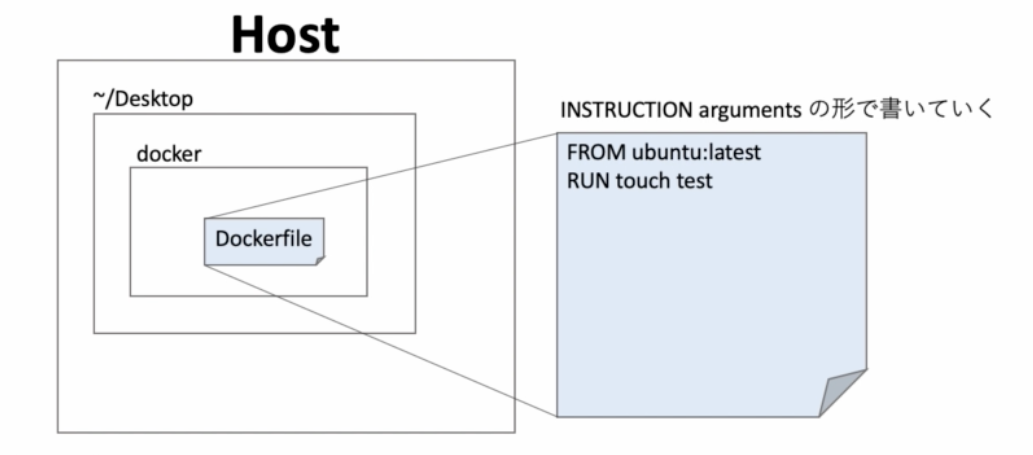 Host
~/Desktop
docker
Dockerfile
INSTRUCTION arguments の形で書いていく
FROM ubuntu:latest
RUN touch test